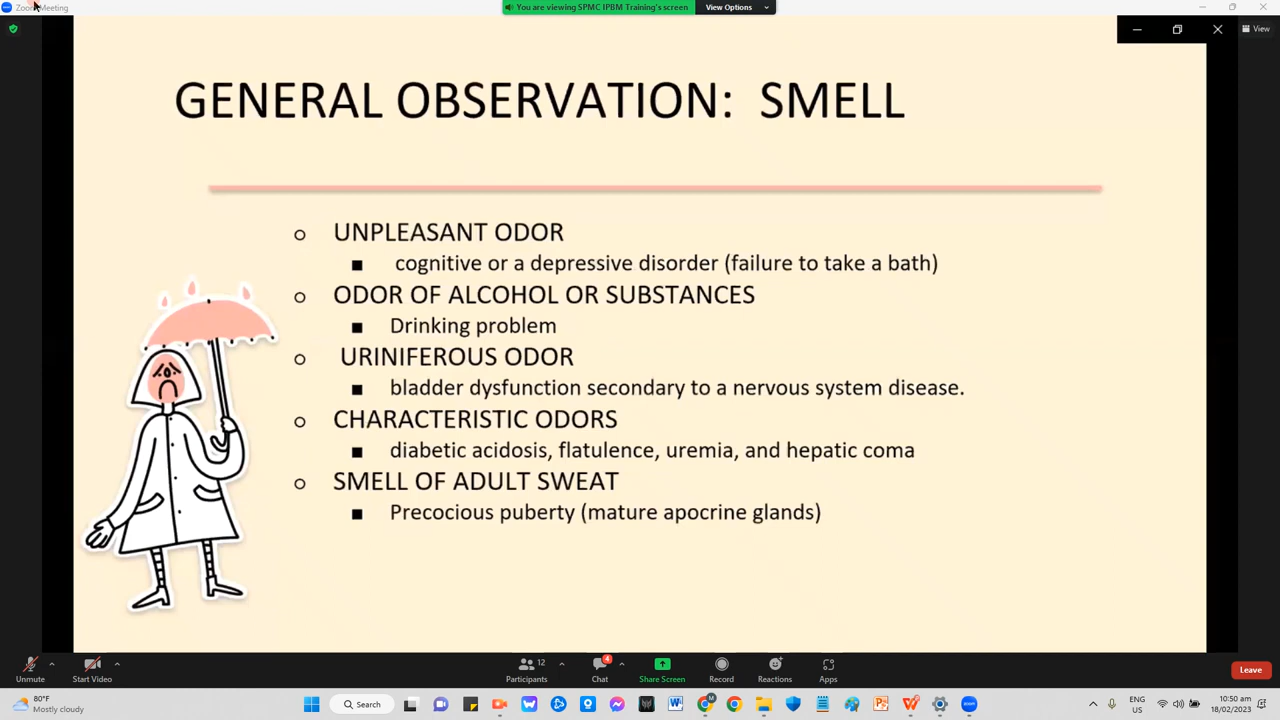 Zoom Meeting
You are viewing SPMC IPBM Training's screen
View Options
View
GENERAL OBSERVATION: SMELL
UNPLEASANT ODOR
cognitive or a depressive disorder (failure to take a bath)
ODOR OF ALCOHOL OR SUBSTANCES
Drinking problem
URINIFEROUS ODOR
bladder dysfunction secondary to a nervous system disease.
CHARACTERISTIC ODORS
diabetic acidosis, flatulence, uremia, and hepatic coma
SMELL OF ADULT SWEAT
Precocious puberty (mature apocrine glands)
Unmute
Start Video
12
Participants
4
Chat
Share Screen
Record
Reactions
Apps
Leave
80°F
Mostly cloudy
Search
ENG
US
10:50 am
18/02/2023